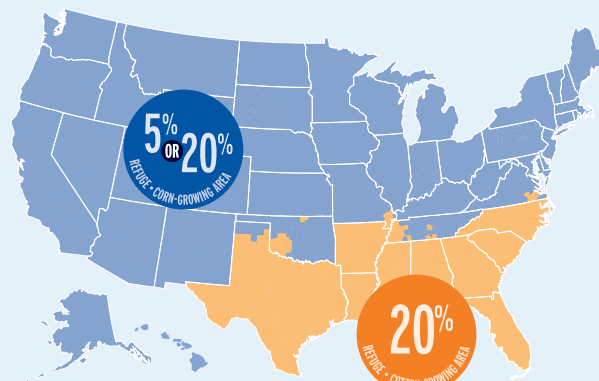 5% OR 20%
REFUGE • CORN-GROWING AREA
20%
REFUGE • COTTON-GROWING AREA